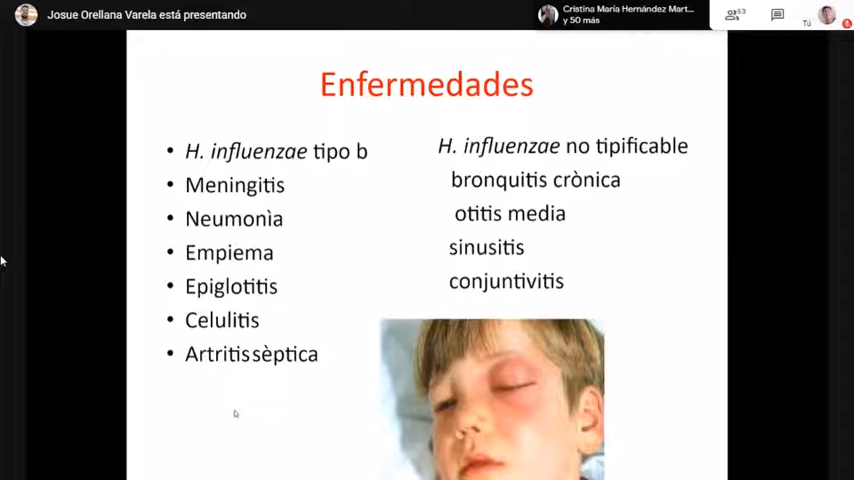 Josue Orellana Varela está presentando
Cristina María Hernández Mart...
y 50 más
53
Tú
Enfermedades
• H. influenzae tipo b
• Meningitis
• Neumonìa
• Empiema
• Epiglotitis
• Celulitis
• Artritis sèptica
H. influenzae no tipificable
bronquitis crònica
otitis media
sinusitis
conjuntivitis